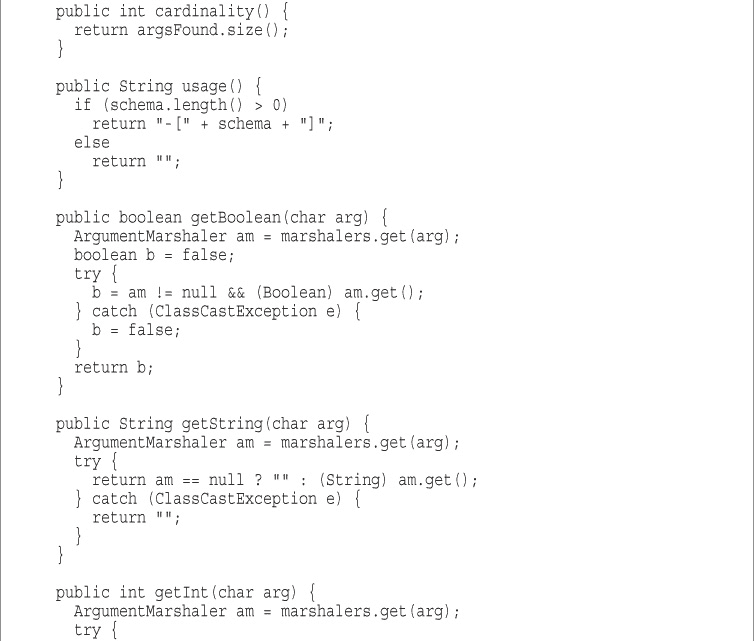 public int cardinality() {
return argsFound.size();
}
public String usage() {
if (schema.length() > 0)
return "-[" + schema + "]";
else
return "";
}
public boolean getBoolean(char arg) {
ArgumentMarshaler am = marshalers.get(arg);
boolean b = false;
try {
b = am != null && (Boolean) am.get();
} catch (ClassCastException e) {
b = false;
}
return b;
}
public String getString(char arg) {
ArgumentMarshaler am = marshalers.get(arg);
try {
return am == null ? "" : (String) am.get();
} catch (ClassCastException e) {
return "";
}
}
public int getInt(char arg) {
ArgumentMarshaler am = marshalers.get(arg);
try {